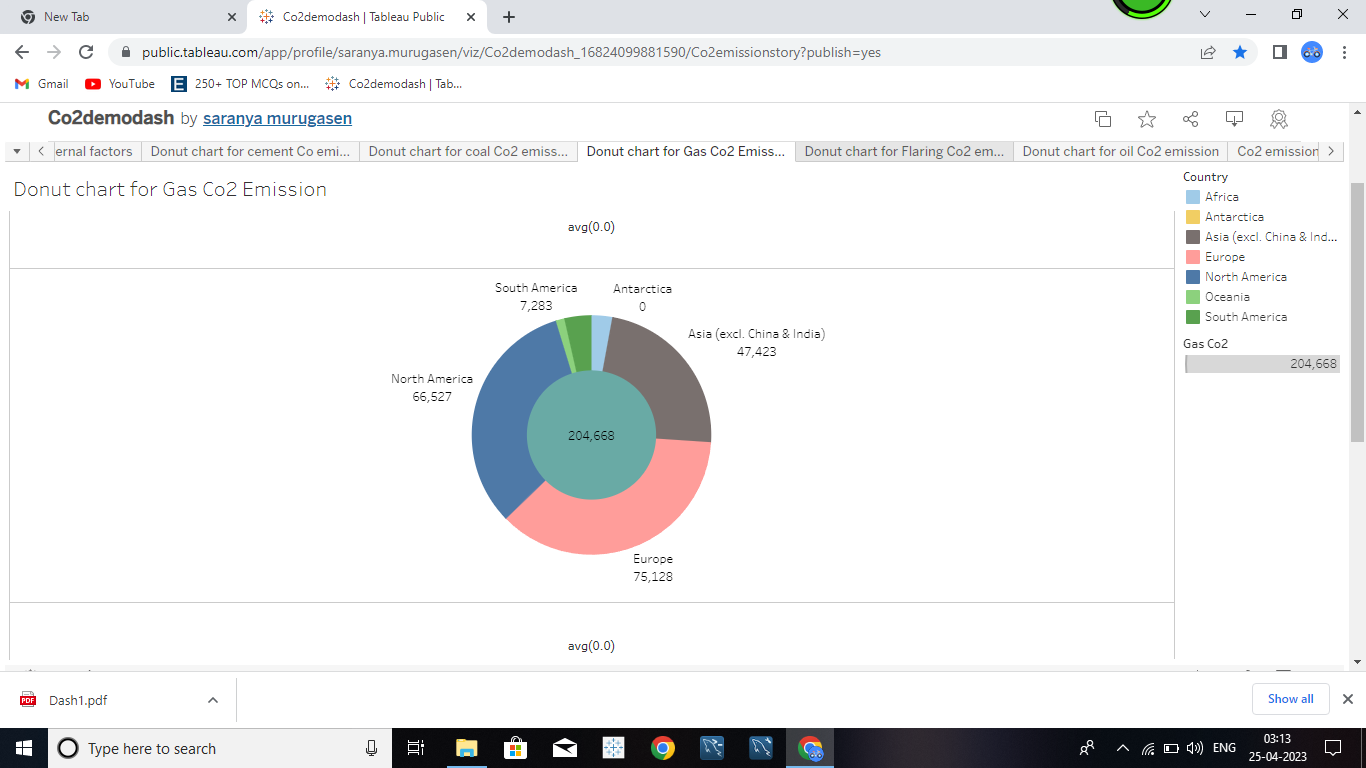 New Tab
Co2demodash | Tableau Public
public.tableau.com/app/profile/saranya.murugasen/viz/Co2demodash_16824099881590/Co2emissionstory?publish=yes
Gmail
YouTube
E
250+ TOP MCQs on...
Co2demodash | Tab...
Co2demodash by saranya murugasen
ernal factors
Donut chart for cement Co emi...
Donut chart for coal Co2 emiss...
Donut chart for Gas Co2 Emiss...
Donut chart for Flaring Co2 em...
Donut chart for oil Co2 emission
Co2 emission
Donut chart for Gas Co2 Emission
avg(0.0)
South America
7,283
Antarctica
0
Asia (excl. China & India)
47,423
North America
66,527
204,668
Europe
75,128
avg(0.0)
Country
Africa
Antarctica
Asia (excl. China & Ind...
Europe
North America
Oceania
South America
Gas Co2
204,668
PDF
Dash1.pdf
Show all
Type here to search
ENG
03:13
25-04-2023